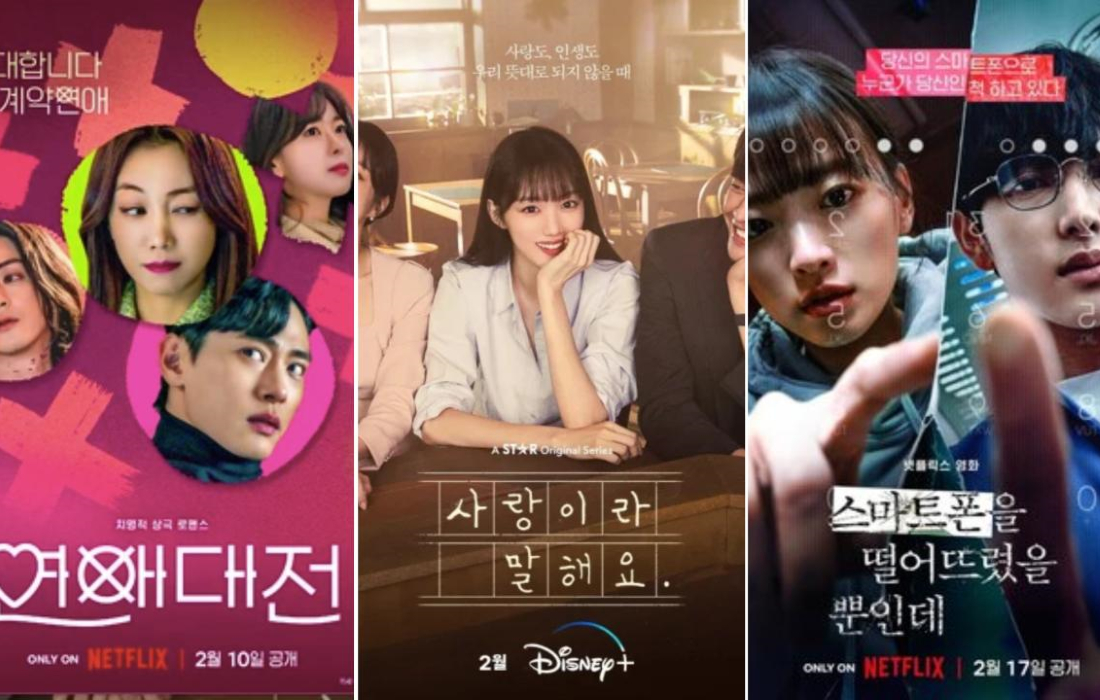 대합니다
계약연애
치명적 상극 로맨스
연애대전
ONLY ON NETFLIX | 2월 10일 공개
사랑도, 인생도
우리 뜻대로 되지 않을 때
A STAR Original Series
사랑이라
말해요.
2월 Disney+
당신의 스마트폰으로
누군가 당신인 척 하고 있다
넷플릭스 영화
스마트폰을
떨어뜨렸을
뿐인데
ONLY ON NETFLIX | 2월 17일 공개